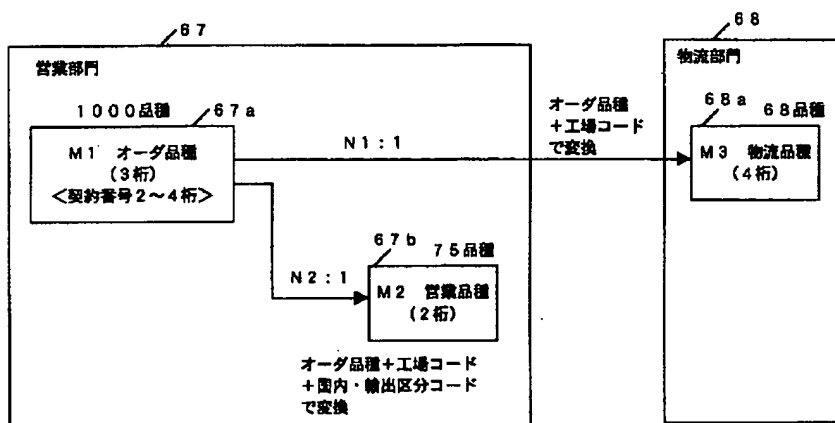 67
営業部門
1000品種
67a
M1 オーダ品種
(3桁)
<契約番号2～4桁>
N1:1
オーダ品種
+工場コード
で変換
68
物流部門
68a
68品種
M3 物流品種
(4桁)
67b
75品種
N2:1
M2 営業品種
(2桁)
オーダ品種+工場コード
+国内・輸出区分コード
で変換